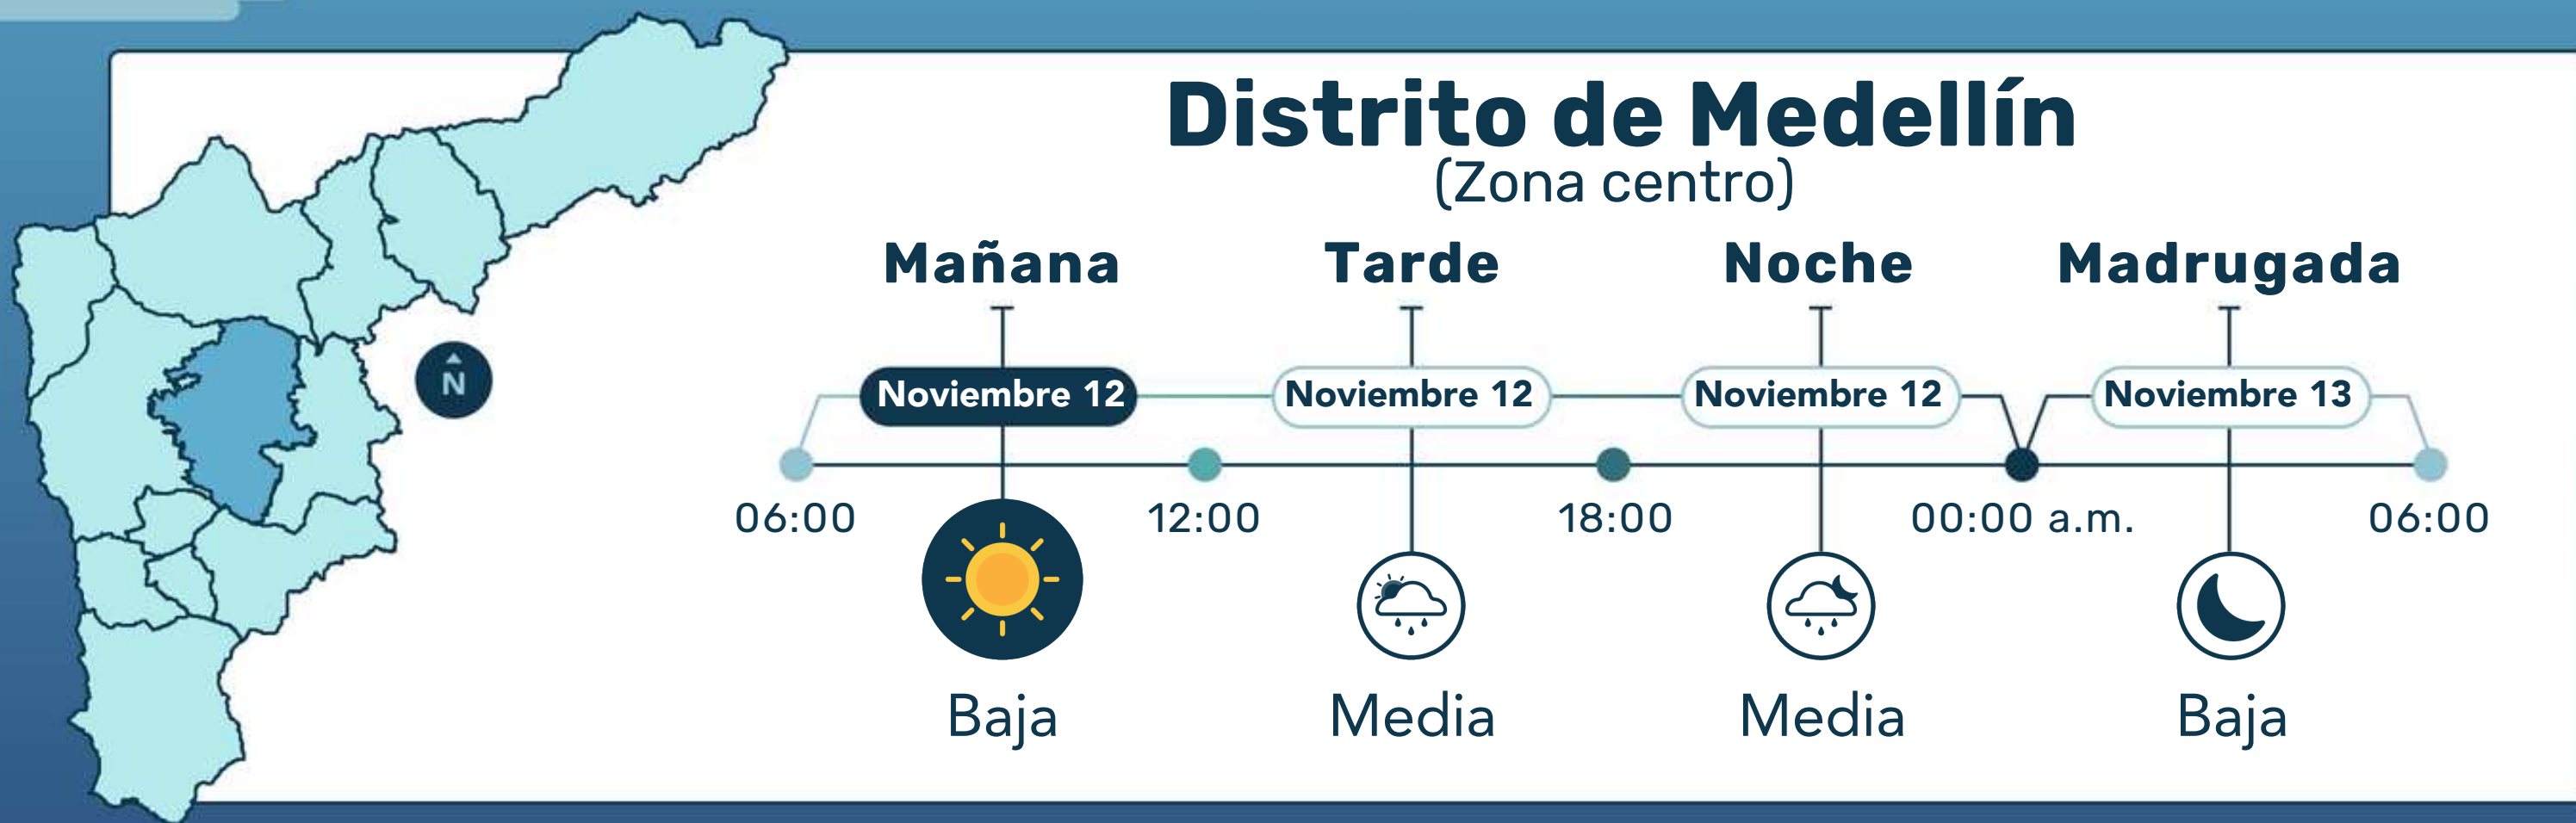 Distrito de Medellín
(Zona centro)
Mañana Tarde Noche Madrugada
N
Noviembre 12 Noviembre 12 Noviembre 12 Noviembre 13
06:00 12:00 18:00 00:00 a.m. 06:00
Baja Media Media Baja